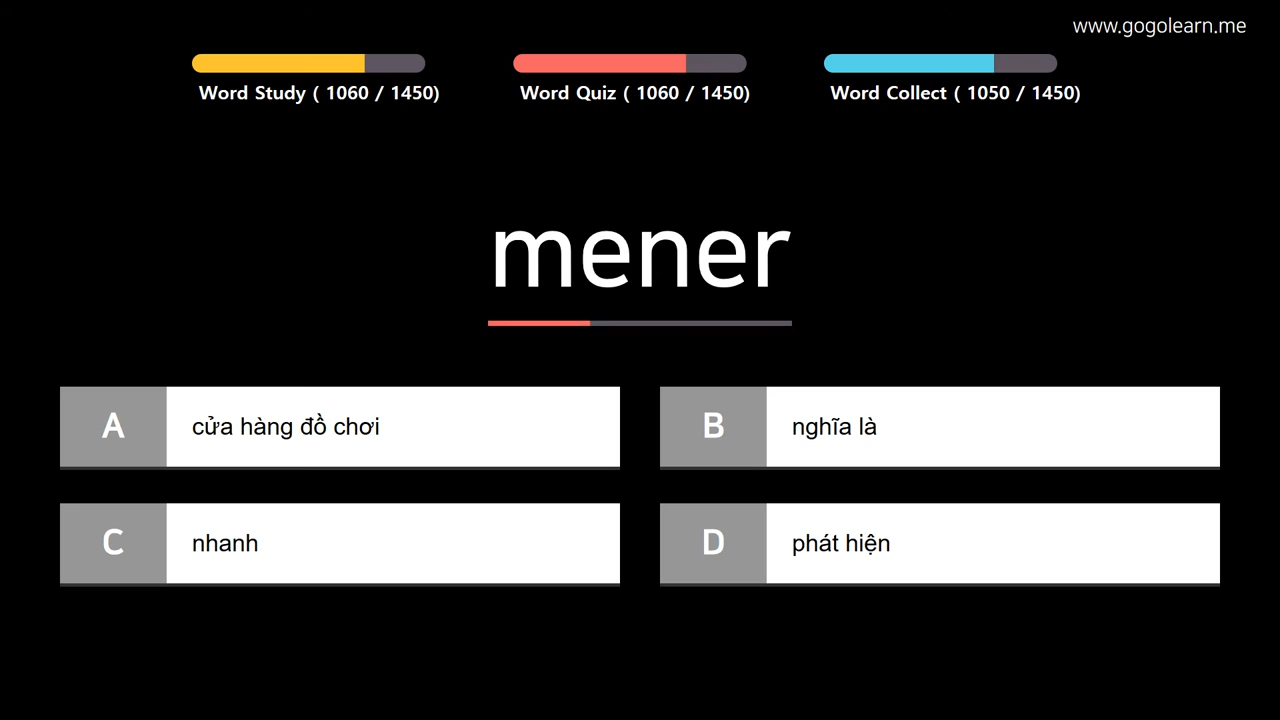 www.gogolearn.me
Word Study ( 1060 / 1450)
Word Quiz ( 1060 / 1450)
Word Collect ( 1050 / 1450)
mener
A cửa hàng đồ chơi
B nghĩa là
C nhanh
D phát hiện